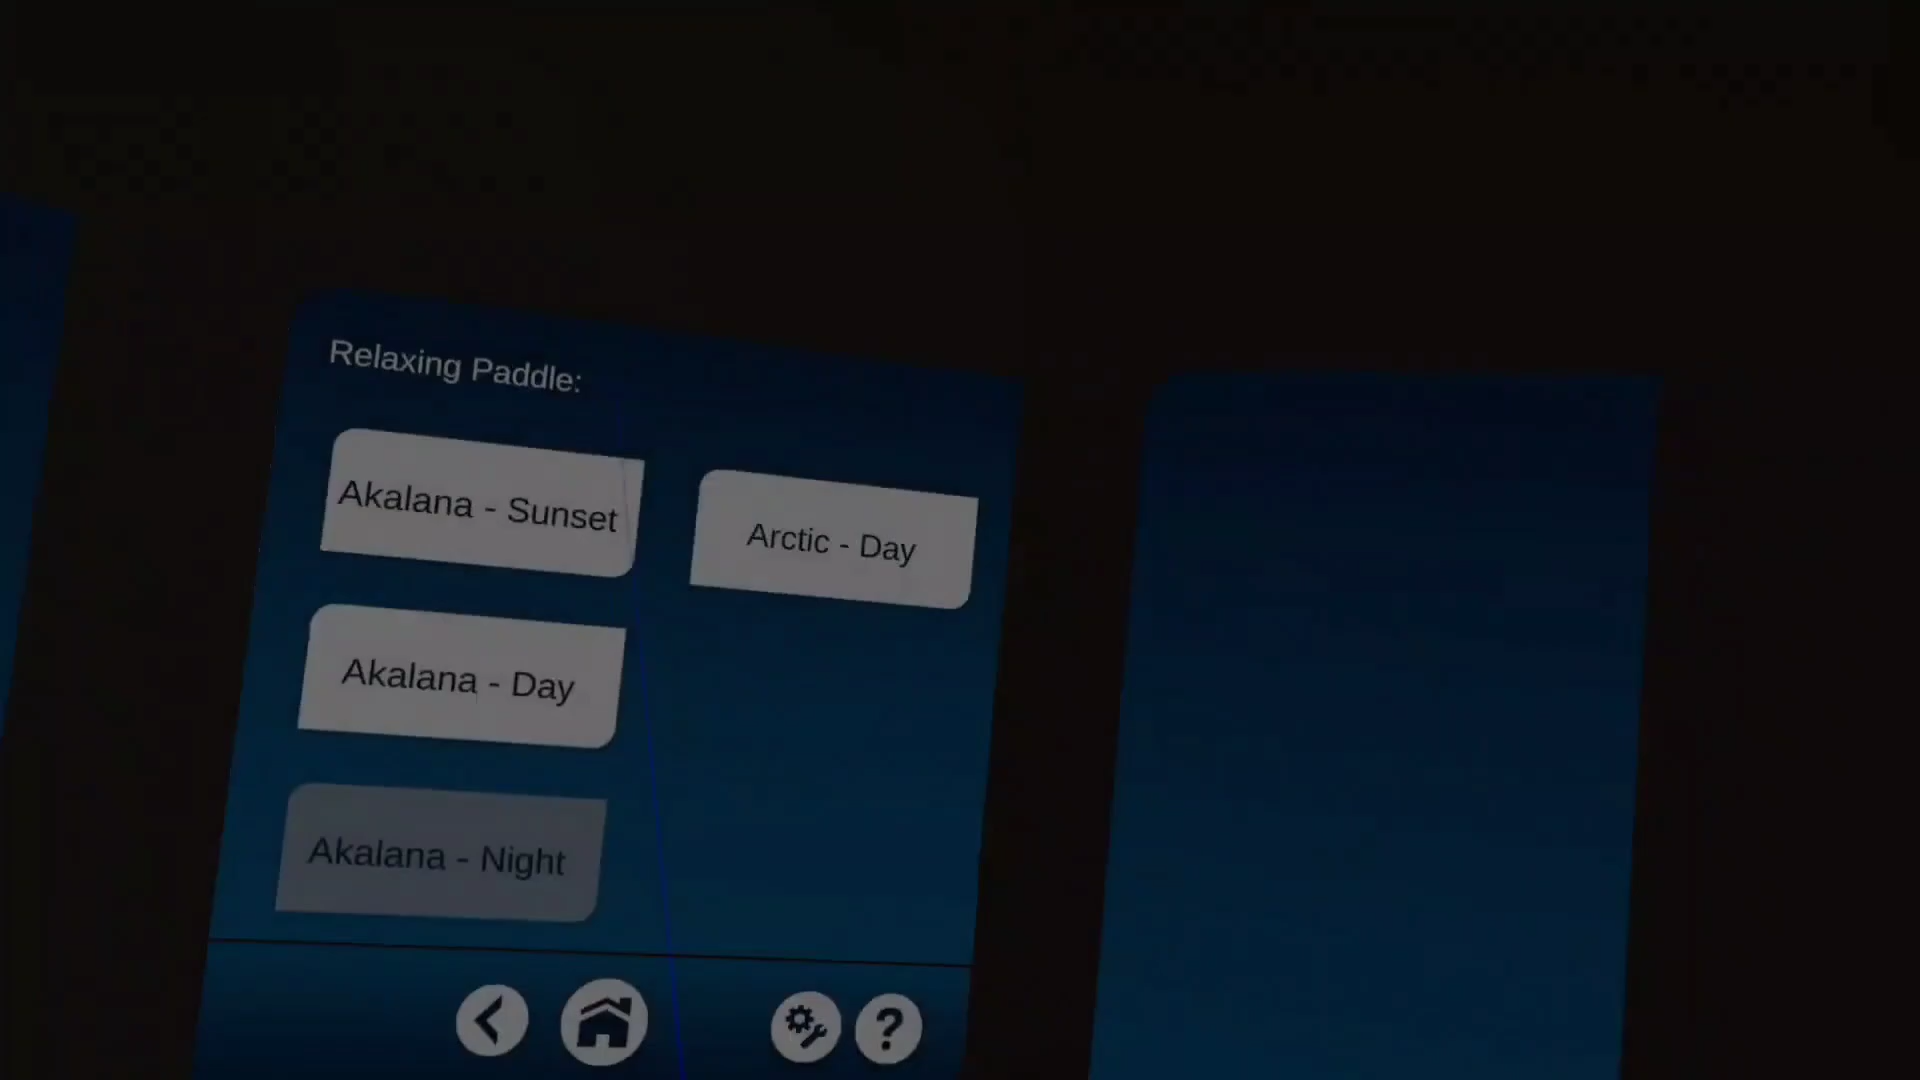 Relaxing Paddle:
Akalana - Sunset
Arctic - Day
Akalana - Day
Akalana - Night
?